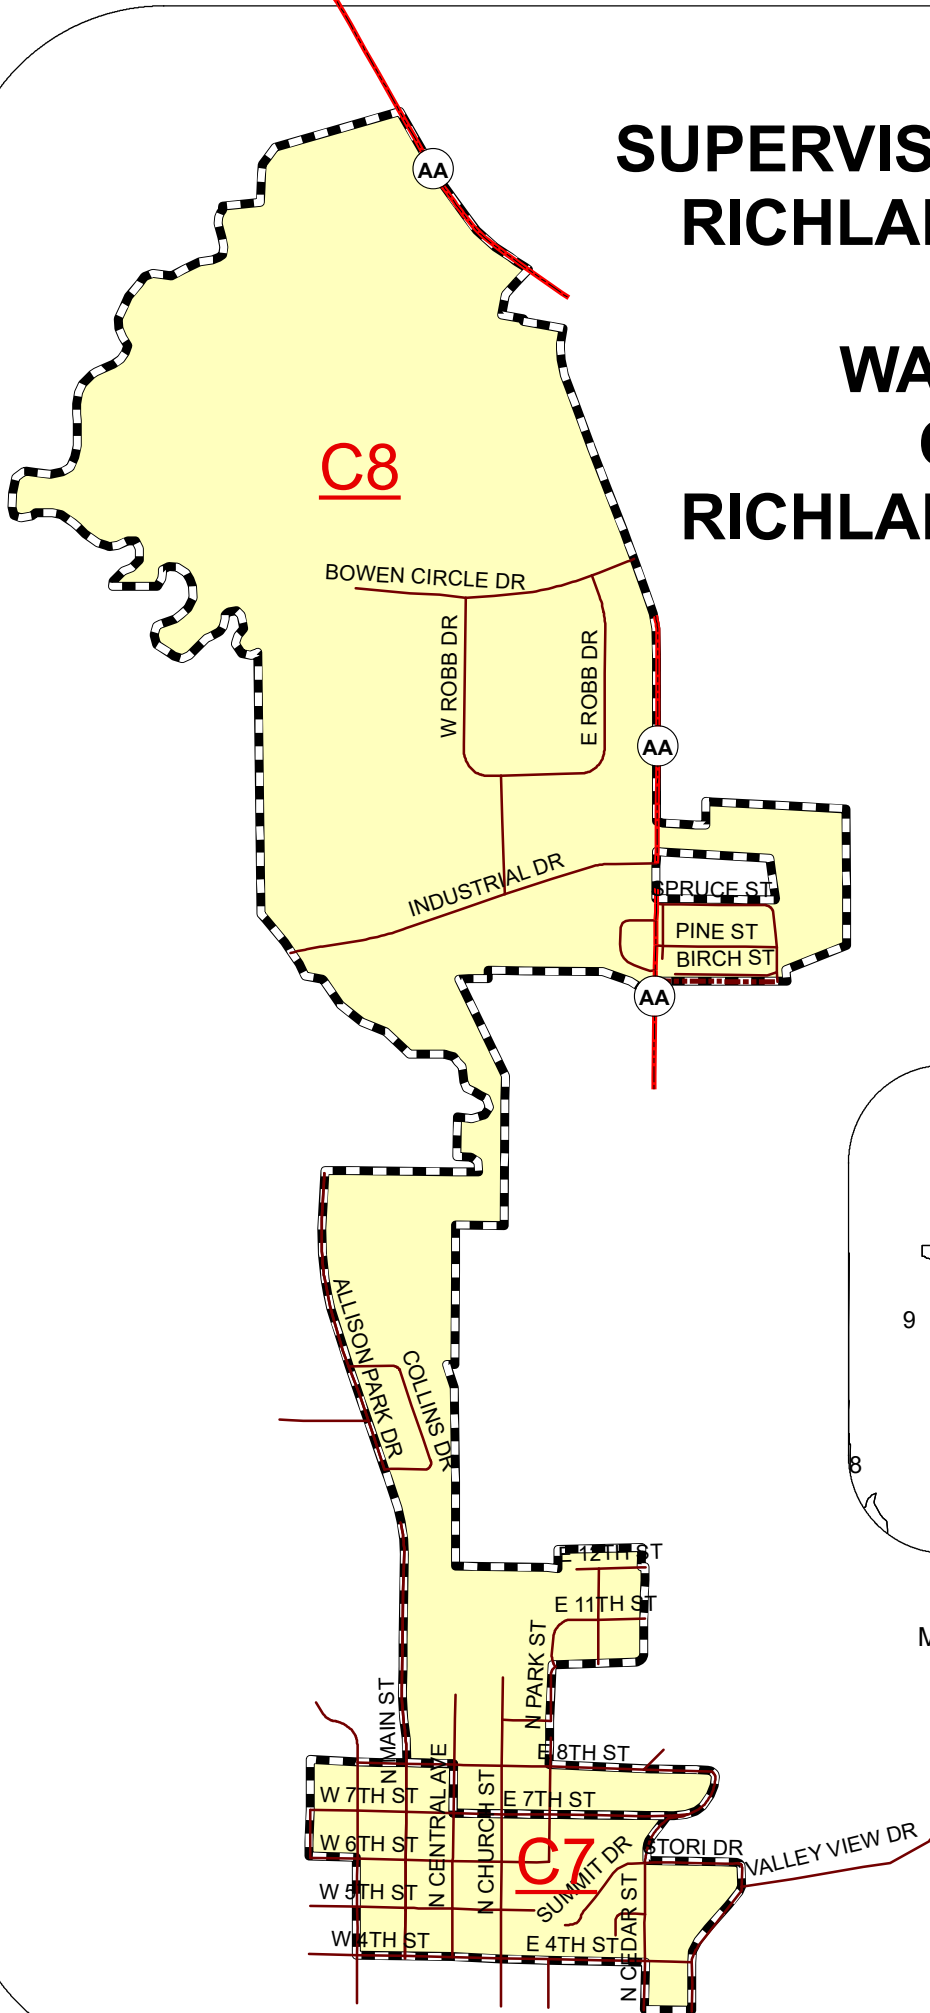 SUPERVIS
RICHLA
WA
RICHLA
AA
C8
BOWEN CIRCLE DR
W ROBB DR
E ROBB DR
AA
INDUSTRIAL DR
SPRUCE ST
PINE ST
BIRCH ST
AA
9
8
ALLISON PARK DR
COLLINS DR
E 12TH ST
E 11TH ST
N PARK ST
N MAIN ST
N CENTRAL AVE
N CHURCH ST
E 8TH ST
W 7TH ST
E 7TH ST
W 6TH ST
C7
SUMMIT DR
STORI DR
VALLEY VIEW DR
W 5TH ST
N CEDAR ST
W 4TH ST
E 4TH ST
M